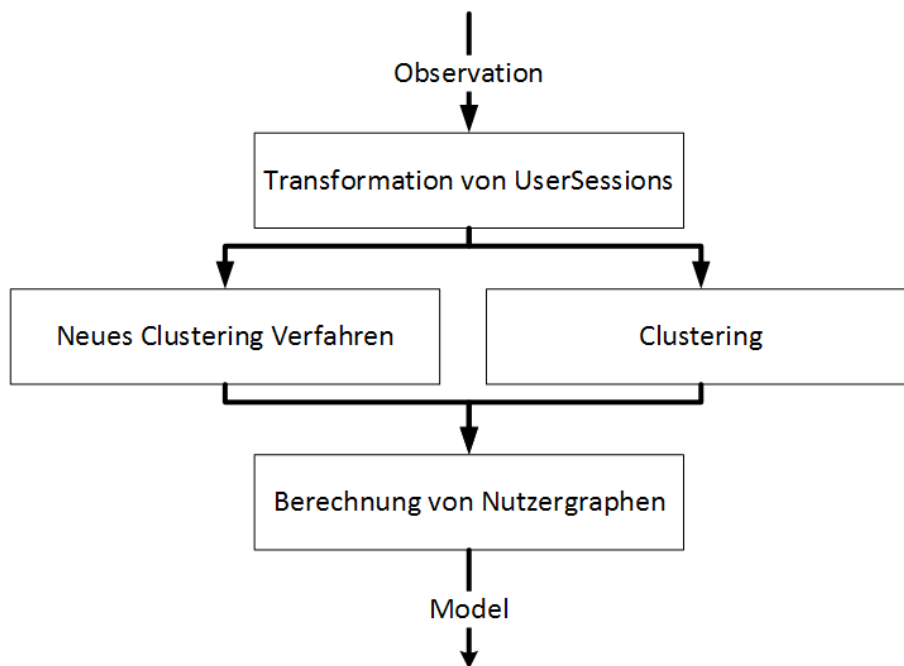 Observation
Transformation von UserSessions
Neues Clustering Verfahren
Clustering
Berechnung von Nutzergraphen
Model